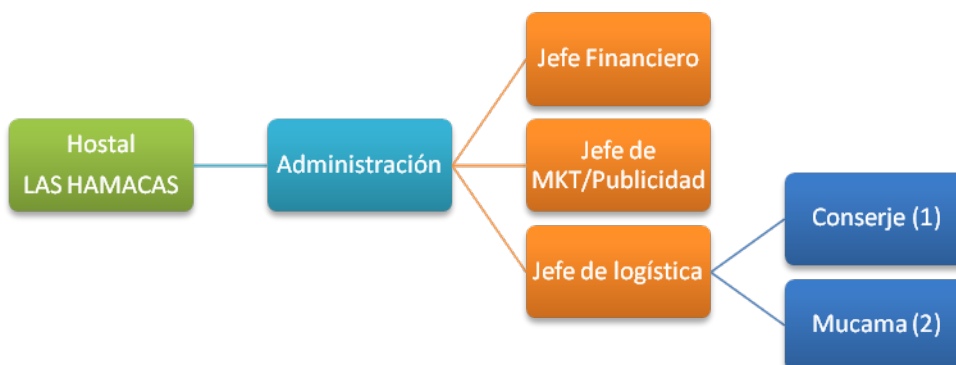 Hostal
LAS HAMACAS
Administración
Jefe Financiero
Jefe de
MKT/Publicidad
Jefe de logística
Conserje (1)
Mucama (2)